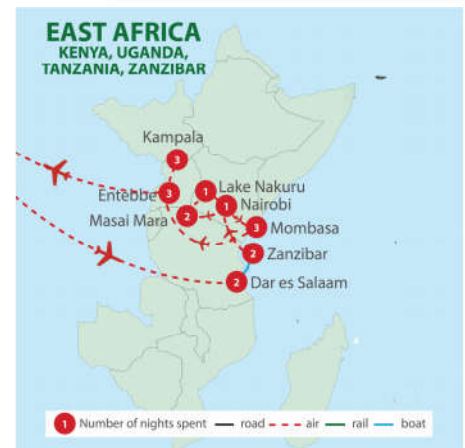 EAST AFRICA
KENYA, UGANDA,
TANZANIA, ZANZIBAR
Kampala
3
Entebbe 3
1 Lake Nakuru
1 Nairobi
Masai Mara 2
3 Mombasa
2 Zanzibar
2 Dar es Salaam
1 Number of nights spent road air rail boat